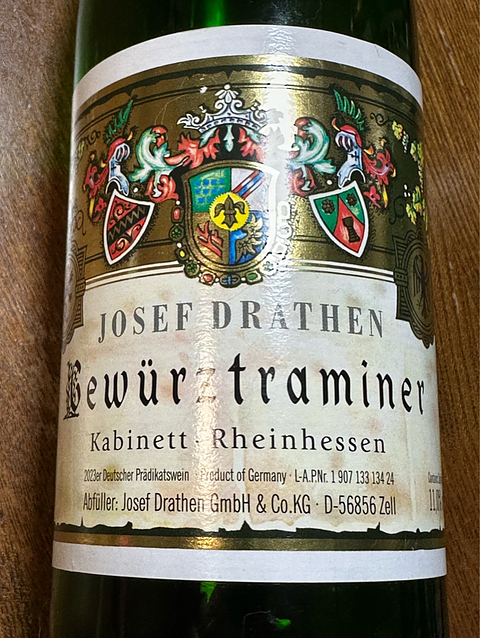 JOSEF DRATHEN
Gewürztraminer
Kabinett · Rheinhessen
2023er Deutscher Prädikatswein · Product of Germany · L-A.P.Nr. 1 907 133 134 24
Abfüller: Josef Drathen GmbH & Co.KG · D-56856 Zell